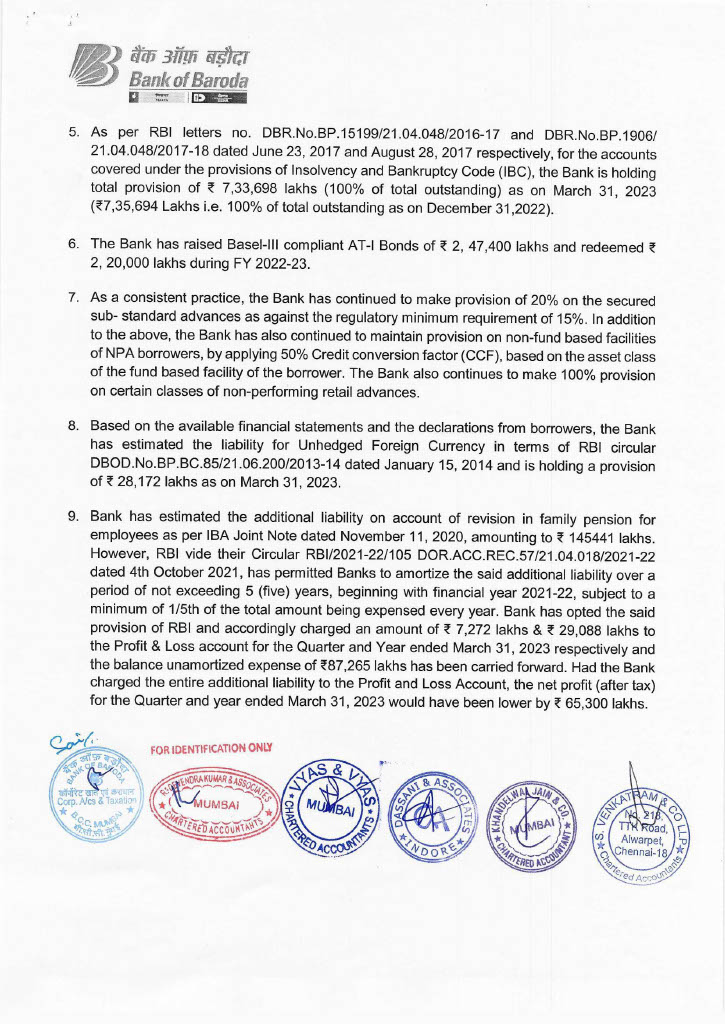 बैंक ऑफ़ बड़ौदा
Bank of Baroda
5. As per RBI letters no. DBR.No.BP.15199/21.04.048/2016-17 and DBR.No.BP.1906/
21.04.048/2017-18 dated June 23, 2017 and August 28, 2017 respectively, for the accounts
covered under the provisions of Insolvency and Bankruptcy Code (IBC), the Bank is holding
total provision of ₹ 7,33,698 lakhs (100% of total outstanding) as on March 31, 2023
(₹7,35,694 Lakhs i.e. 100% of total outstanding as on December 31,2022).
6. The Bank has raised Basel-III compliant AT-I Bonds of ₹ 2, 47,400 lakhs and redeemed ₹
2, 20,000 lakhs during FY 2022-23.
7. As a consistent practice, the Bank has continued to make provision of 20% on the secured
sub- standard advances as against the regulatory minimum requirement of 15%. In addition
to the above, the Bank has also continued to maintain provision on non-fund based facilities
of NPA borrowers, by applying 50% Credit conversion factor (CCF), based on the asset class
of the fund based facility of the borrower. The Bank also continues to make 100% provision
on certain classes of non-performing retail advances.
8. Based on the available financial statements and the declarations from borrowers, the Bank
has estimated the liability for Unhedged Foreign Currency in terms of RBI circular
DBOD.No.BP.BC.85/21.06.200/2013-14 dated January 15, 2014 and is holding a provision
of ₹ 28,172 lakhs as on March 31, 2023.
9. Bank has estimated the additional liability on account of revision in family pension for
employees as per IBA Joint Note dated November 11, 2020, amounting to ₹ 145441 lakhs.
However, RBI vide their Circular RBI/2021-22/105 DOR.ACC.REC.57/21.04.018/2021-22
dated 4th October 2021, has permitted Banks to amortize the said additional liability over a
period of not exceeding 5 (five) years, beginning with financial year 2021-22, subject to a
minimum of 1/5th of the total amount being expensed every year. Bank has opted the said
provision of RBI and accordingly charged an amount of ₹ 7,272 lakhs & ₹ 29,088 lakhs to
the Profit & Loss account for the Quarter and Year ended March 31, 2023 respectively and
the balance unamortized expense of ₹87,265 lakhs has been carried forward. Had the Bank
charged the entire additional liability to the Profit and Loss Account, the net profit (after tax)
for the Quarter and year ended March 31, 2023 would have been lower by ₹ 65,300 lakhs.
FOR IDENTIFICATION ONLY
बैंक ऑफ बड़ौदा
BANK OF BARODA
Corp. A/cs & Taxation
B.C.C. MUMBAI
बी.सी.सी. मुंबई
KUMAR & ASSOCIATES
MUMBAI
CHARTERED ACCOUNTANTS
VYAS & VYAS
MUMBAI
CHARTERED ACCOUNTANTS
DASSANI & ASSOCIATES
INDORE
KHANDELWAL JAIN & CO.
MUMBAI
CHARTERED ACCOUNTANTS
S. VENKATRAM & CO LLP
No. 218,
TTK Road,
Alwarpet,
Chennai-18
Chartered Accountants